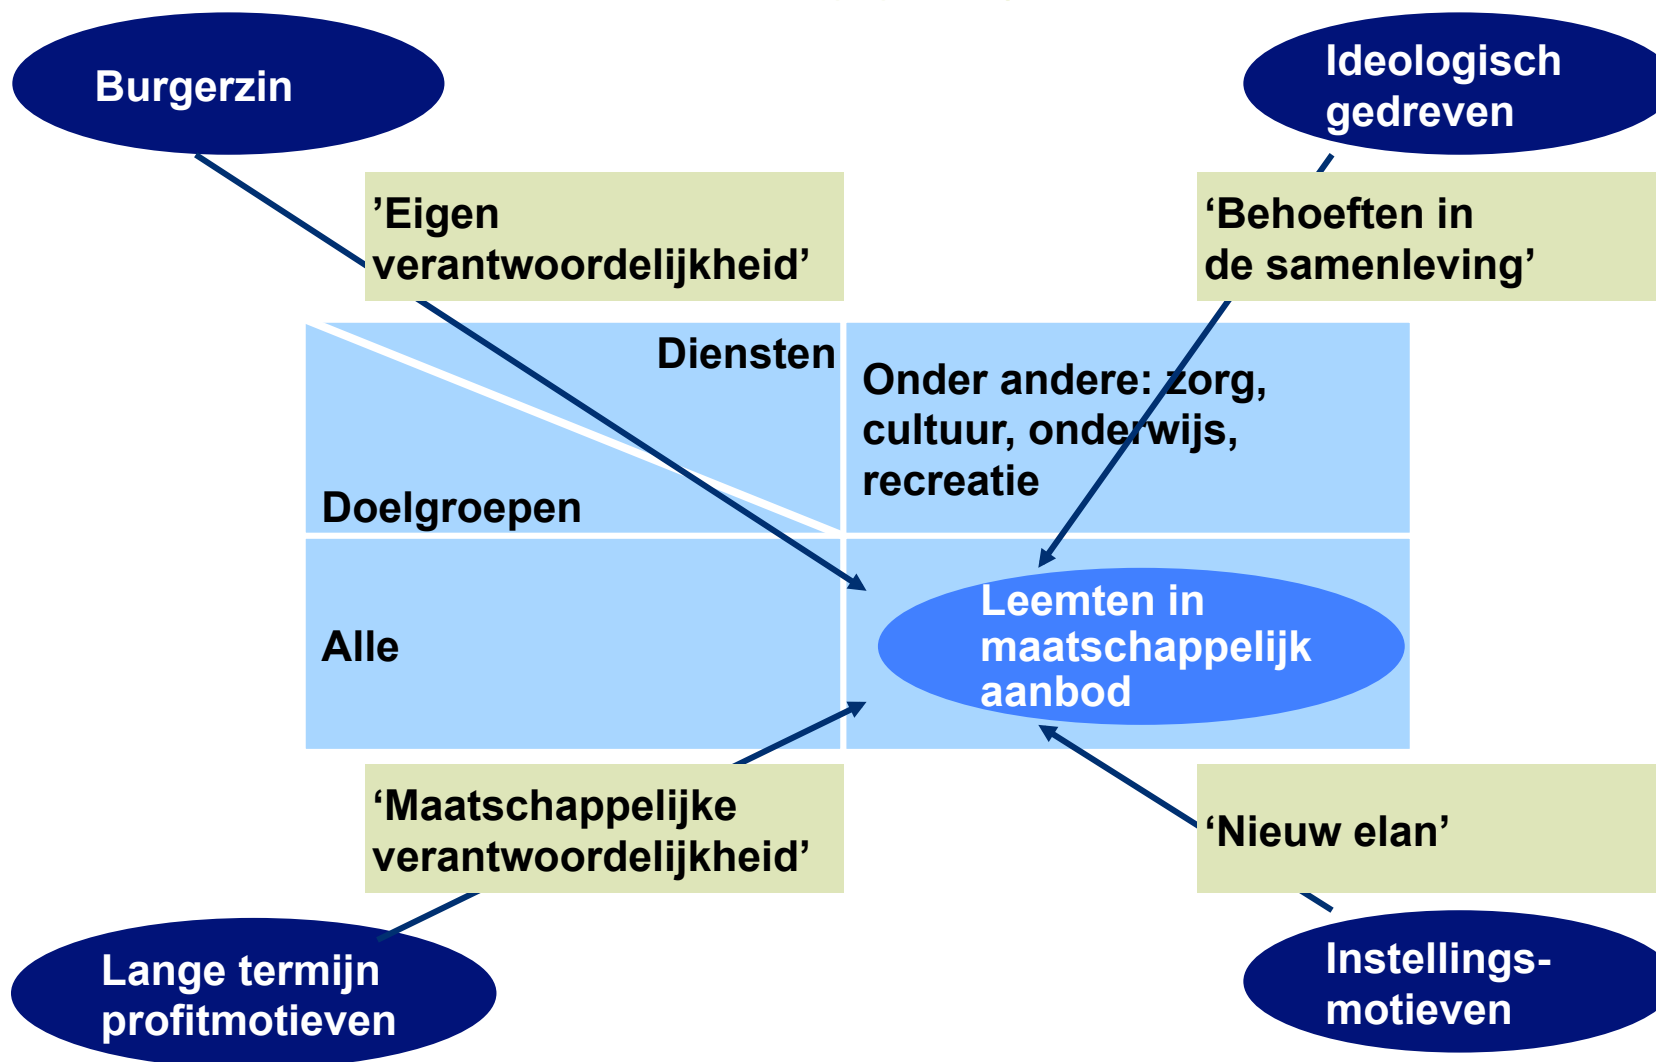 Burgerzin
Ideologisch
gedreven
’Eigen
verantwoordelijkheid’
‘Behoeften in
de samenleving’
Diensten
Doelgroepen
Onder andere: zorg,
cultuur, onderwijs,
recreatie
Alle
Leemten in
maatschappelijk
aanbod
‘Maatschappelijke
verantwoordelijkheid’
‘Nieuw elan’
Lange termijn
profitmotieven
Instellings-
motieven